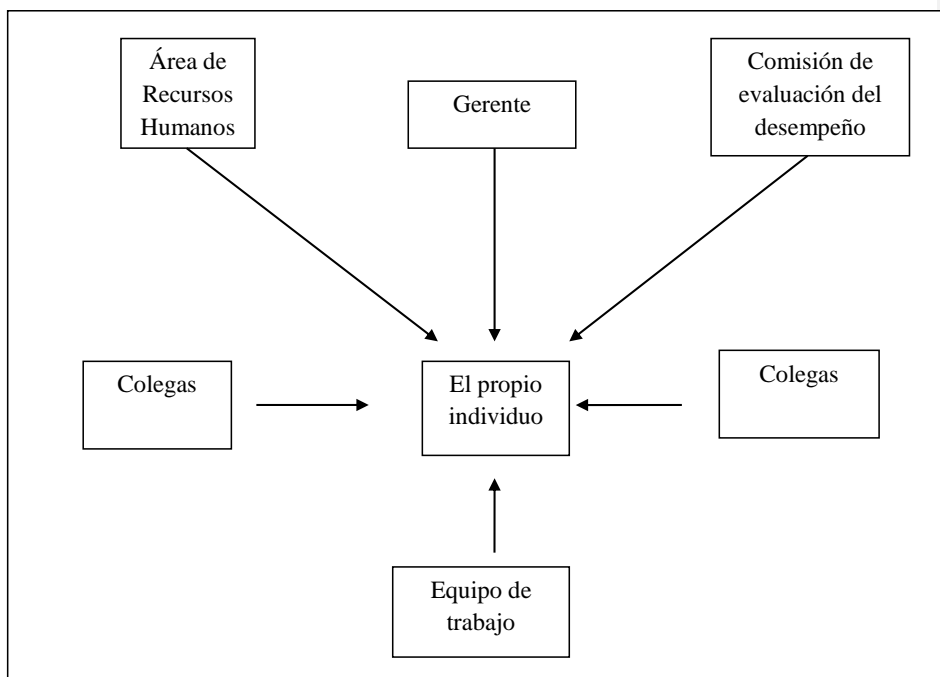 Área de
Recursos
Humanos
Gerente
Comisión de
evaluación del
desempeño
Colegas
El propio
individuo
Colegas
Equipo de
trabajo